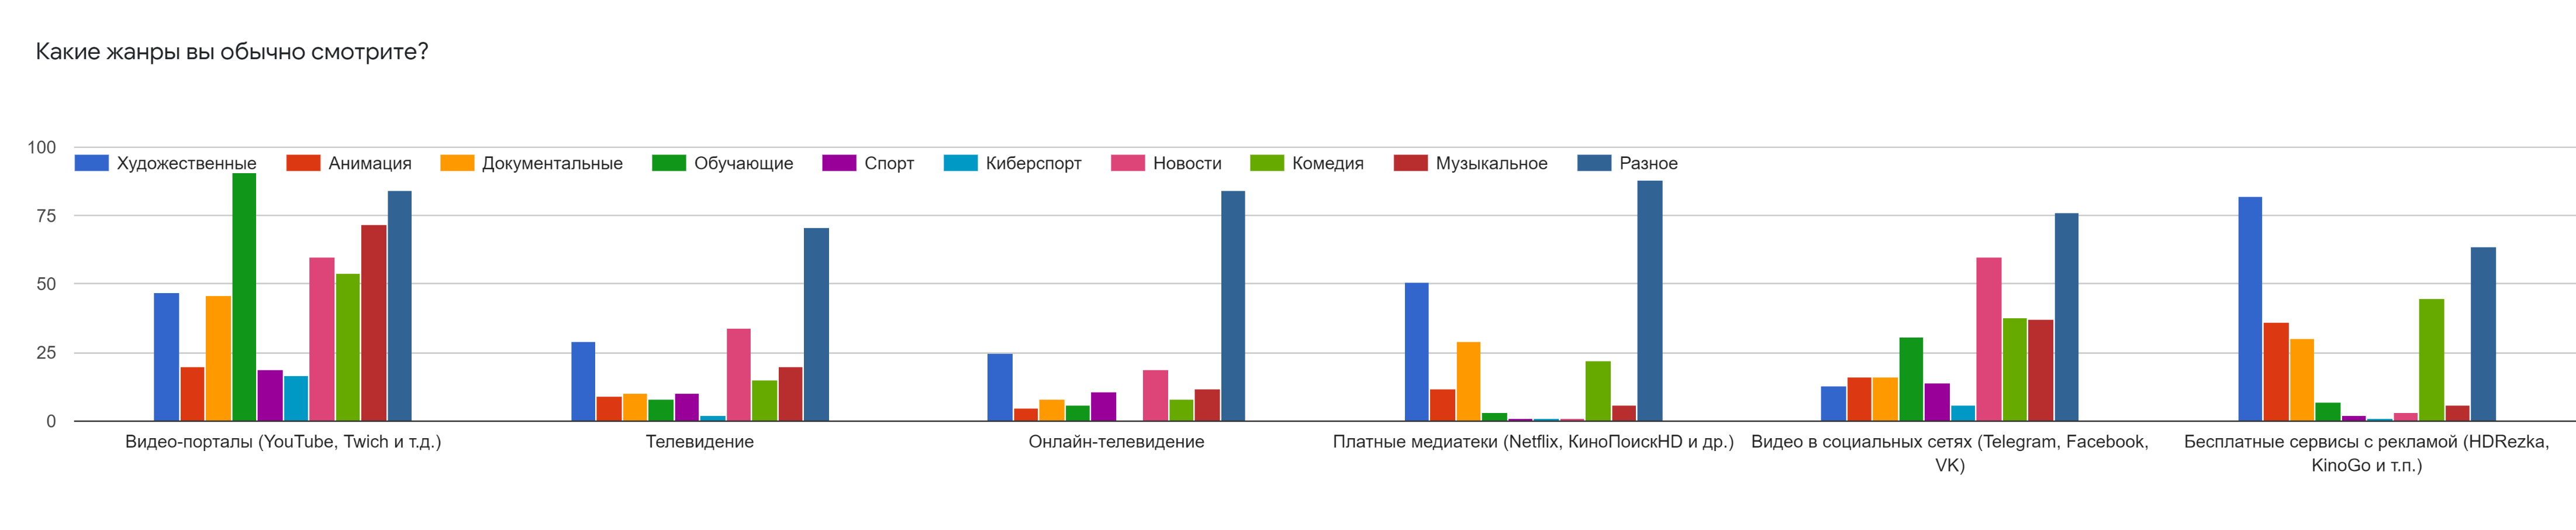 Какие жанры вы обычно смотрите?
100
Художественные Анимация Документальные Обучающие Спорт Киберспорт Новости Комедия Музыкальное Разное
75
50
25
0
Видео-порталы (YouTube, Twich и т.д.) Телевидение Онлайн-телевидение Платные медиатеки (Netflix, КиноПоискHD и др.) Видео в социальных сетях (Telegram, Facebook, Бесплатные сервисы с рекламой (HDRezka,
VK) KinoGo и т.п.)